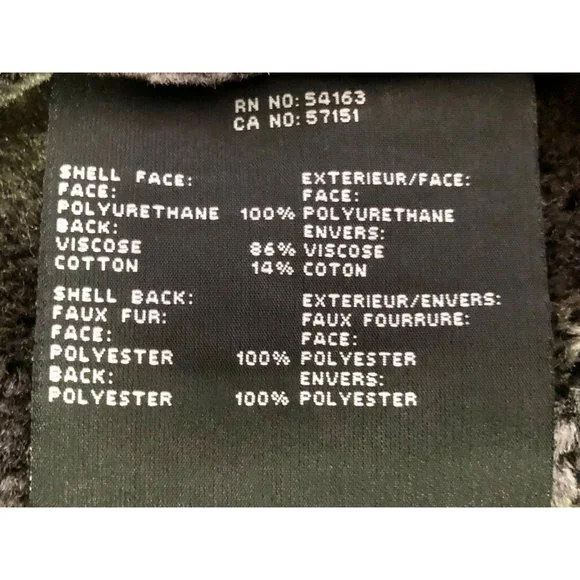 RN NO: 54163
CA NO: 57151
SHELL FACE:
FACE:
POLYURETHANE 100%
BACK:
VISCOSE 86%
COTTON 14%
SHELL BACK:
FAUX FUR:
FACE:
POLYESTER 100%
BACK:
POLYESTER 100%
EXTERIEUR/FACE:
FACE:
POLYURETHANE
ENVERS:
VISCOSE
COTON
EXTERIEUR/ENVERS:
FAUX FOURRURE:
FACE:
POLYESTER
ENVERS:
POLYESTER